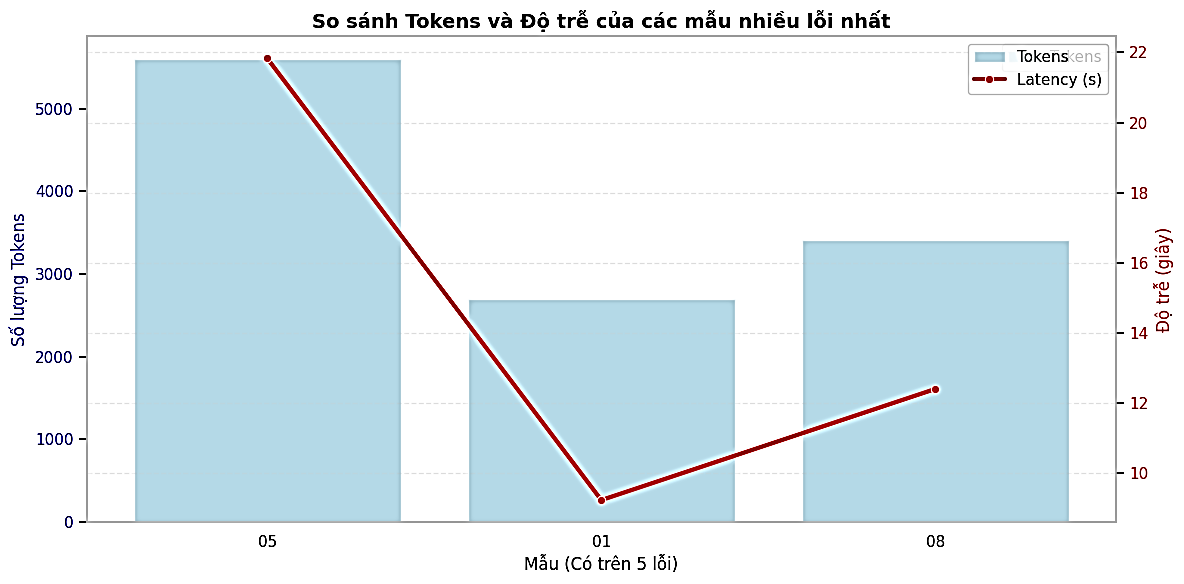 So sánh Tokens và Độ trễ của các mẫu nhiều lỗi nhất
Tokens
Tokens
Latency (s)
Số lượng Tokens
5000
4000
3000
2000
1000
0
22
20
18
16
14
12
10
Độ trễ (giây)
05
01
08
Mẫu (Có trên 5 lỗi)